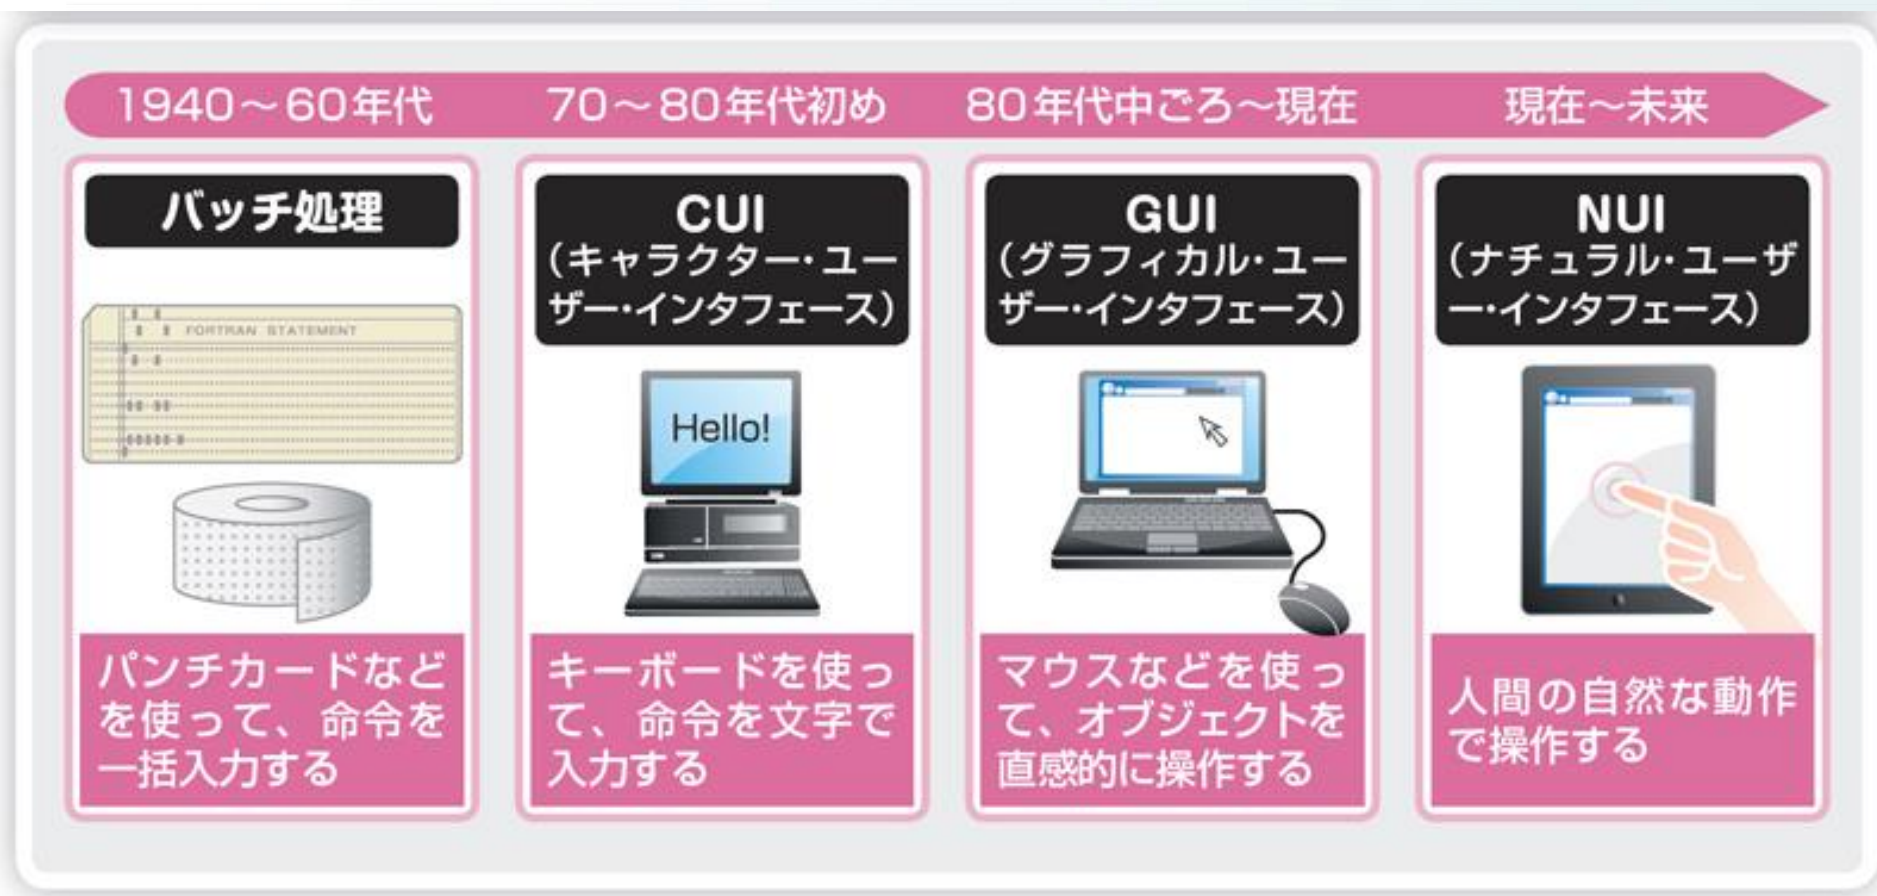 1940〜60年代
70〜80年代初め
80年代中ごろ〜現在
現在〜未来
バッチ処理
FORTRAN STATEMENT
パンチカードなど
を使って、命令を
一括入力する
CUI
(キャラクター・ユー
ザー・インタフェース)
Hello!
キーボードを使っ
て、命令を文字で
入力する
GUI
(グラフィカル・ユー
ザー・インタフェース)
マウスなどを使っ
て、オブジェクトを
直感的に操作する
NUI
(ナチュラル・ユーザ
ー・インタフェース)
人間の自然な動作
で操作する